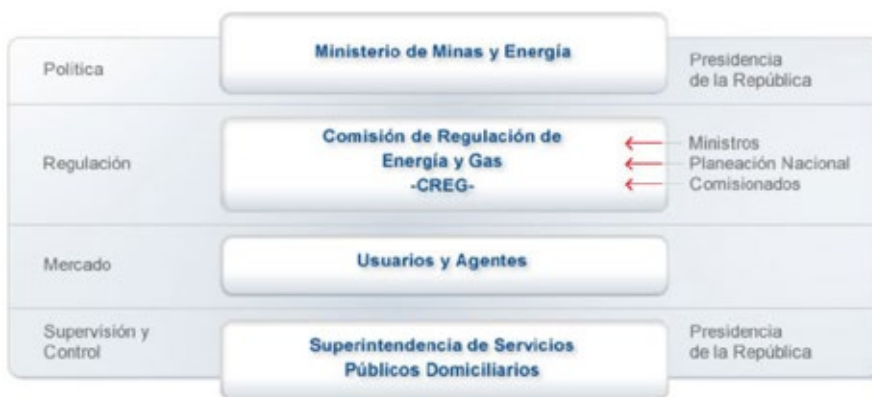 Política
Ministerio de Minas y Energía
Presidencia
de la República
Regulación
Comisión de Regulación de
Energía y Gas
-CREG-
Ministros
Planeación Nacional
Comisionados
Mercado
Usuarios y Agentes
Supervisión y
Control
Superintendencia de Servicios
Públicos Domiciliarios
Presidencia
de la República